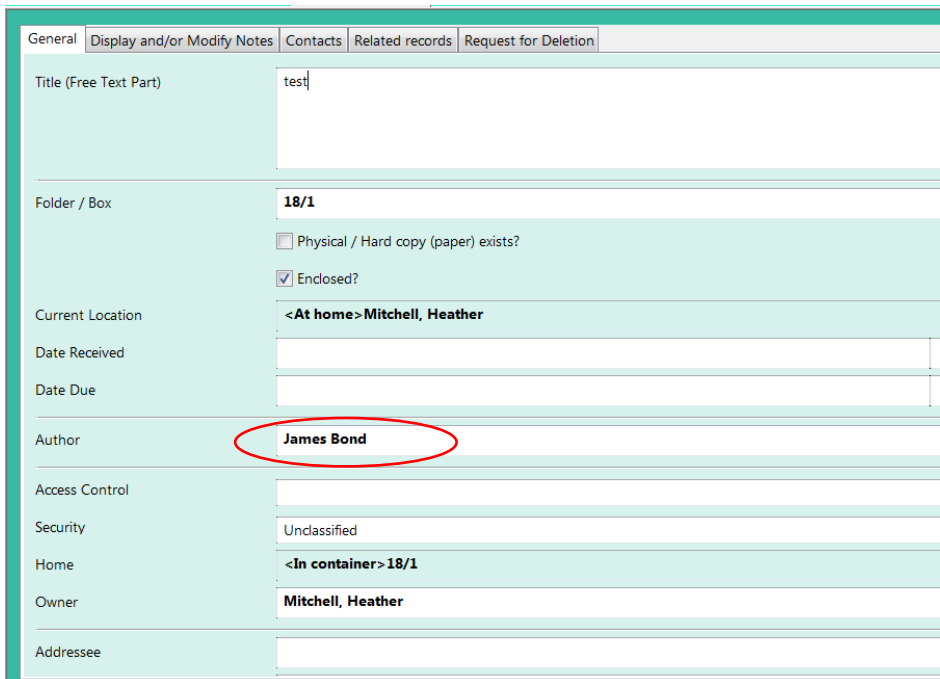 General Display and/or Modify Notes Contacts Related records Request for Deletion
Title (Free Text Part) test
Folder / Box 18/1
Physical / Hard copy (paper) exists?
Enclosed?
Current Location <At home>Mitchell, Heather
Date Received
Date Due
Author James Bond
Access Control
Security Unclassified
Home <In container>18/1
Owner Mitchell, Heather
Addressee